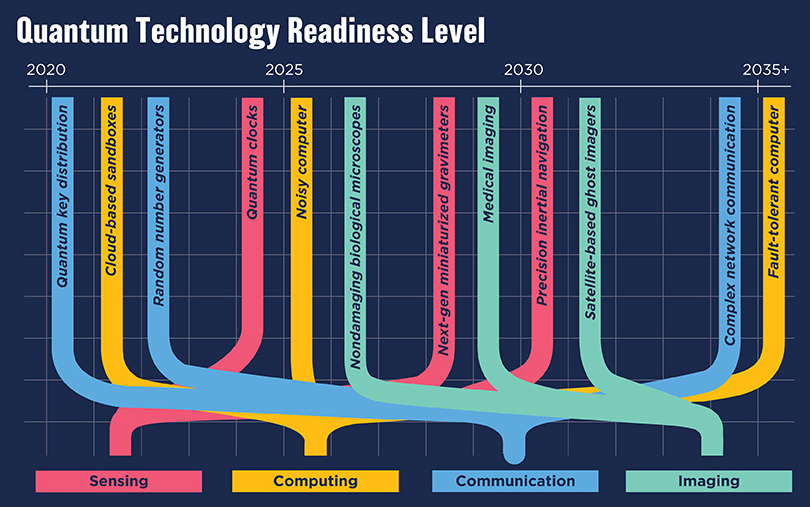 Quantum Technology Readiness Level
2020 2025 2030 2035+
Quantum key distribution
Cloud-based sandboxes
Random number generators
Quantum clocks
Noisy computer
Nondamaging biological microscopes
Next-gen miniaturized gravimeters
Medical imaging
Precision inertial navigation
Satellite-based ghost imagers
Complex network communication
Fault-tolerant computer
Sensing Computing Communication Imaging